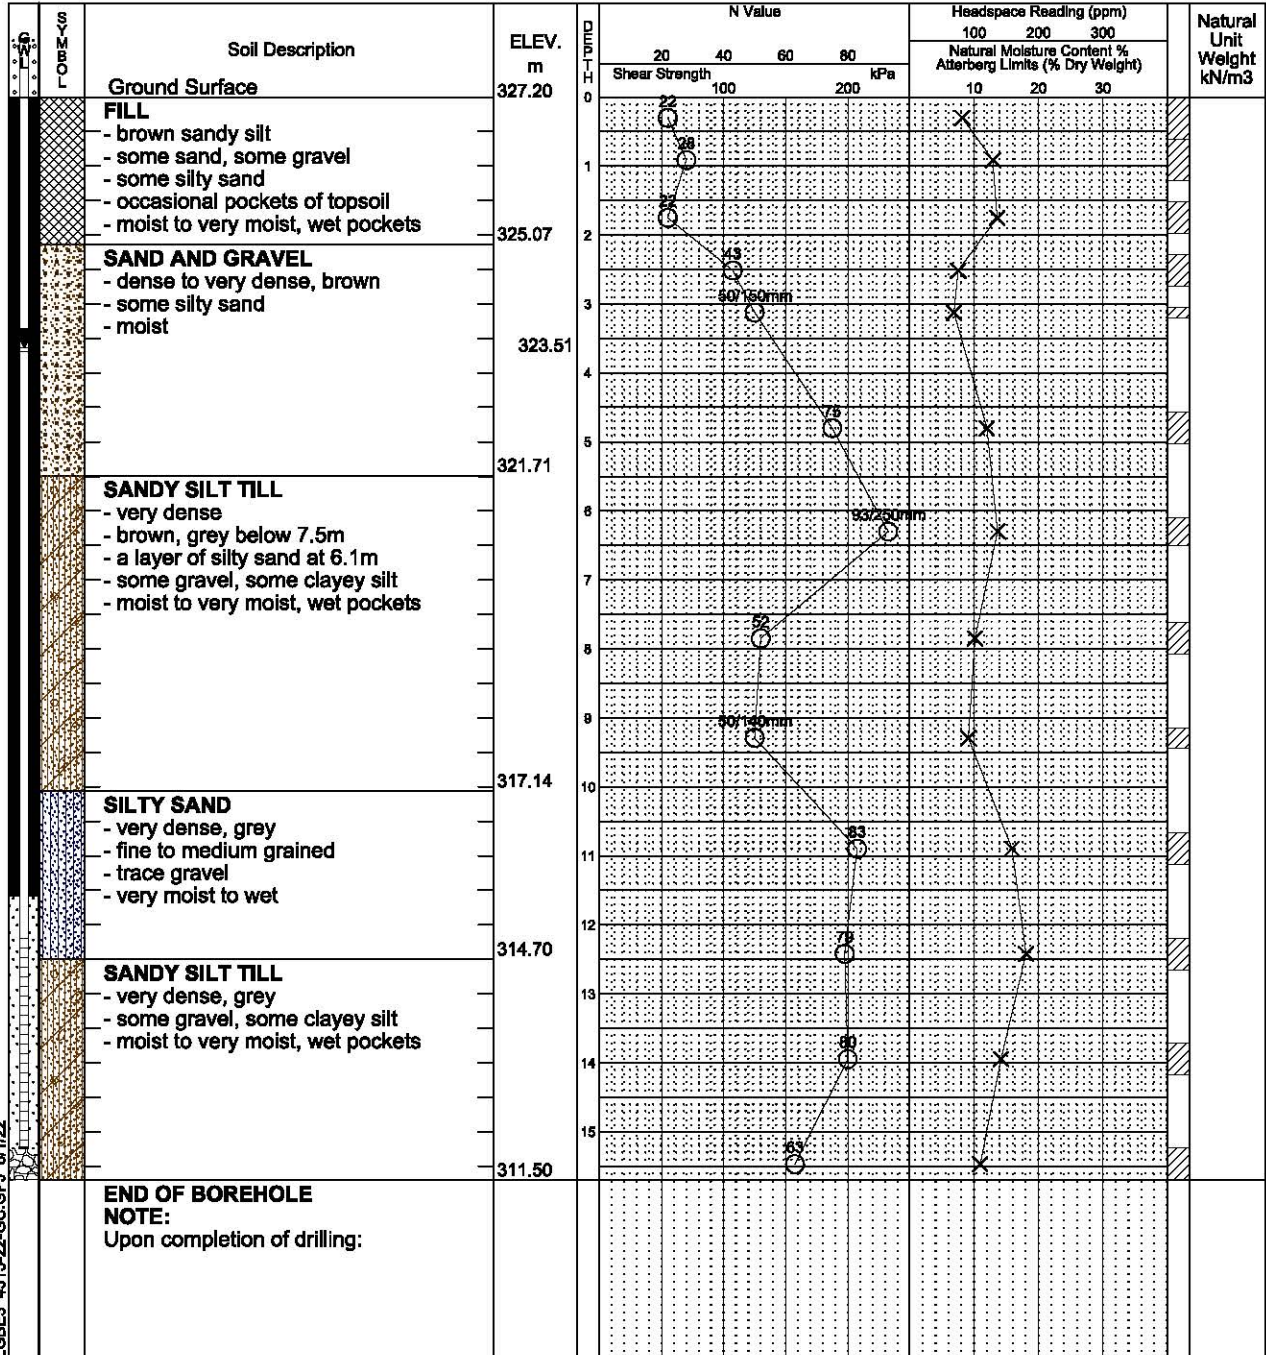 GWL
SYMBOL
Soil Description
ELEV.
m
DEPTH
N Value
20 40 60 80
Shear Strength kPa
100 200
Headspace Reading (ppm)
100 200 300
Natural Moisture Content %
Atterberg Limits (% Dry Weight)
10 20 30
Natural
Unit
Weight
kN/m3
Ground Surface
327.20
0
FILL
- brown sandy silt
- some sand, some gravel
- some silty sand
- occasional pockets of topsoil
- moist to very moist, wet pockets
22
28
1
22
325.07
2
SAND AND GRAVEL
- dense to very dense, brown
- some silty sand
- moist
43
50/150mm
3
323.51
4
75
5
321.71
SANDY SILT TILL
- very dense
- brown, grey below 7.5m
- a layer of silty sand at 6.1m
- some gravel, some clayey silt
- moist to very moist, wet pockets
6
93/250mm
7
52
8
9
50/140mm
317.14
10
SILTY SAND
- very dense, grey
- fine to medium grained
- trace gravel
- very moist to wet
83
11
12
79
314.70
SANDY SILT TILL
- very dense, grey
- some gravel, some clayey silt
- moist to very moist, wet pockets
13
80
14
15
63
311.50
END OF BOREHOLE
NOTE:
Upon completion of drilling: